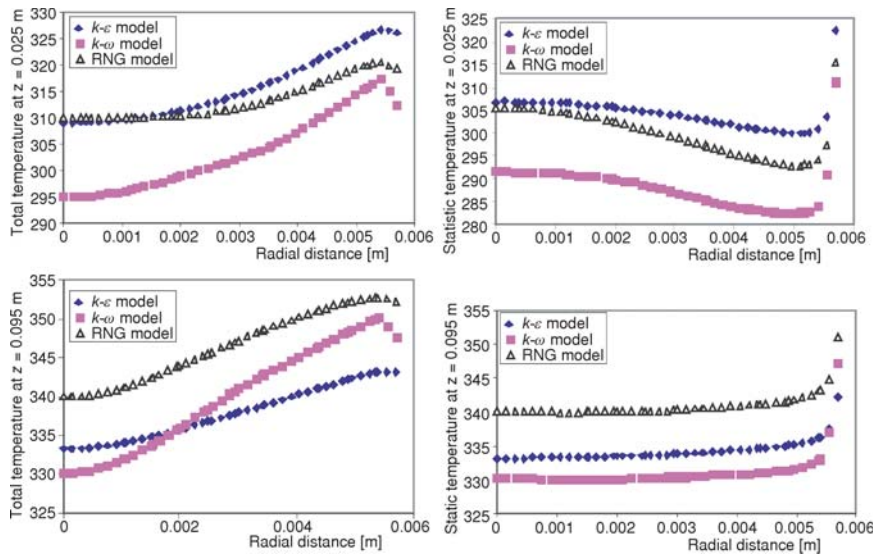 Total temperature at z = 0.025 m
330
325
320
315
310
305
300
295
290
k-ε model
k-ω model
RNG model
0 0.001 0.002 0.003 0.004 0.005 0.006
Radial distance [m]
Statistic temperature at z = 0.025 m
325
320
315
310
305
300
295
290
285
280
k-ε model
k-ω model
RNG model
0 0.001 0.002 0.003 0.004 0.005 0.006
Radial distance [m]
Total temperature at z = 0.095 m
355
350
345
340
335
330
325
k-ε model
k-ω model
RNG model
0 0.002 0.004 0.006
Radial distance [m]
Static temperature at z = 0.095 m
355
350
345
340
335
330
325
k-ε model
k-ω model
RNG model
0 0.001 0.002 0.003 0.004 0.005 0.006
Radial distance [m]